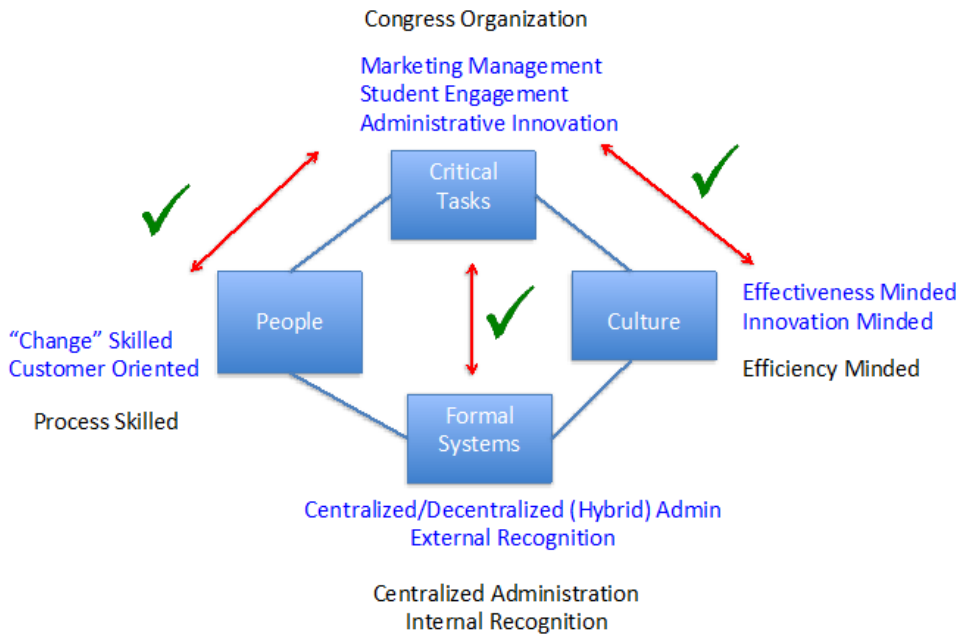 Congress Organization
Marketing Management
Student Engagement
Administrative Innovation
Critical
Tasks
People
Culture
Effectiveness Minded
Innovation Minded
Efficiency Minded
“Change” Skilled
Customer Oriented
Process Skilled
Formal
Systems
Centralized/Decentralized (Hybrid) Admin
External Recognition
Centralized Administration
Internal Recognition